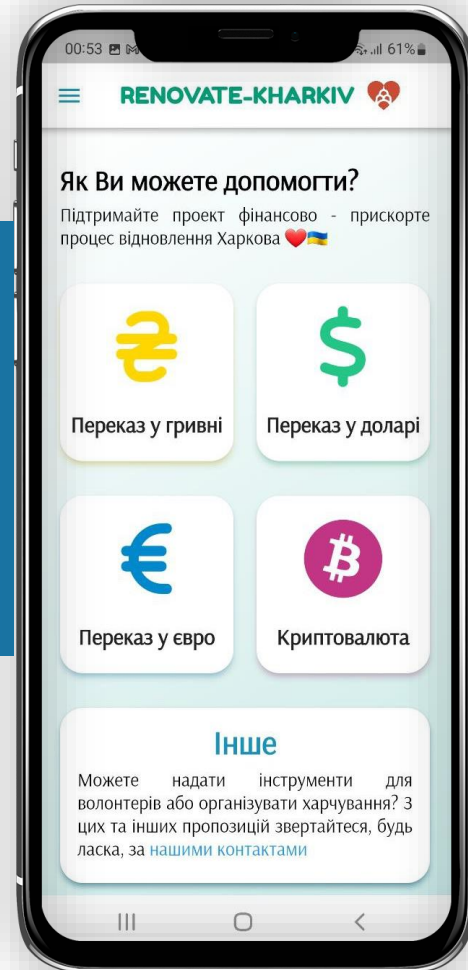 00:53 61%
RENOVATE-KHARKIV
Як Ви можете допомогти?
Підтримайте проект фінансово - прискорте
процес відновлення Харкова ❤️🇺🇦
₴ $
Переказ у гривні Переказ у доларі
€ ₿
Переказ у євро Криптовалюта
Інше
Можете надати інструменти для
волонтерів або організувати харчування? З
цих та інших пропозицій звертайтеся, будь
ласка, за нашими контактами